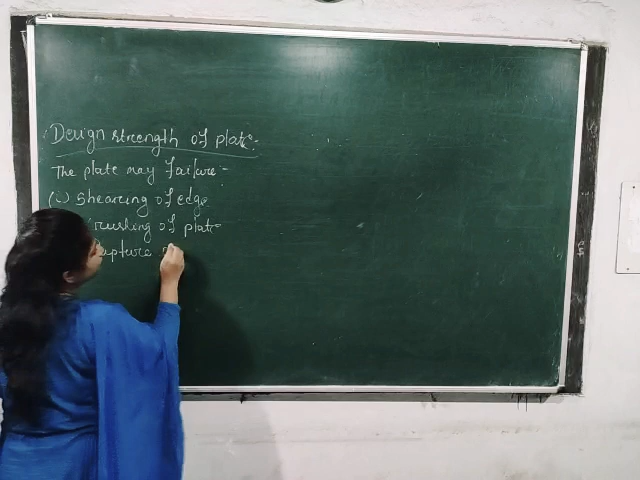 Design strength of plate:-
The plate may failure:-
(i) Shearing of edge
crushing of plate
Rupture o